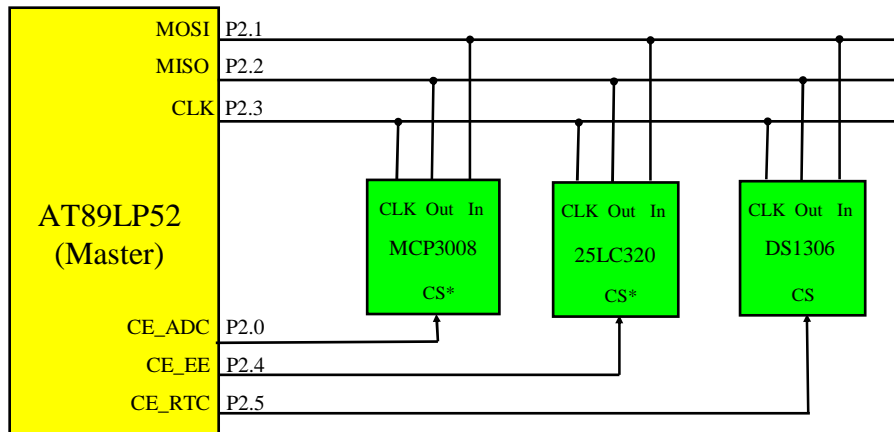 MOSI P2.1
MISO P2.2
CLK P2.3
AT89LP52
(Master)
CLK Out In
MCP3008
CS*
CLK Out In
25LC320
CS*
CLK Out In
DS1306
CS
CE_ADC P2.0
CE_EE P2.4
CE_RTC P2.5